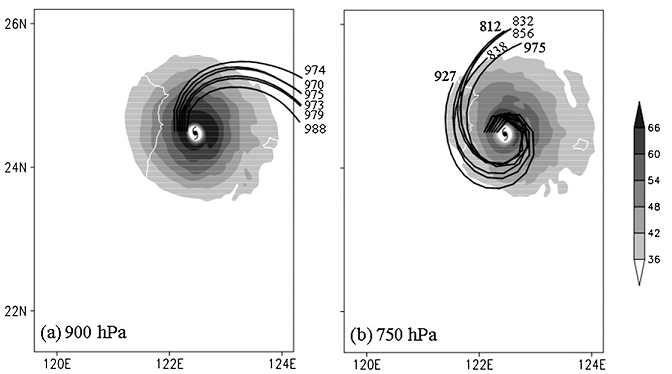 26N
24N
22N
120E
122E
124E
974
970
975
973
979
988
(a) 900 hPa
812
832
856
838
975
927
120E
122E
124E
(b) 750 hPa
66
60
54
48
42
36